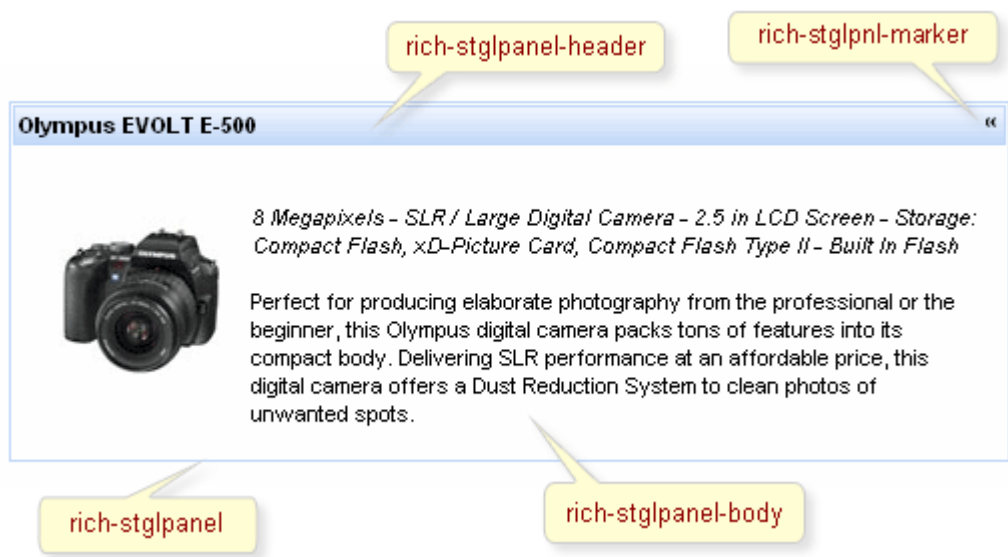 rich-stglpanel-header
rich-stglpnl-marker
Olympus EVOLT E-500 «
8 Megapixels - SLR / Large Digital Camera - 2.5 in LCD Screen - Storage:
Compact Flash, xD-Picture Card, Compact Flash Type II - Built In Flash
OLYMPUS
Perfect for producing elaborate photography from the professional or the
beginner, this Olympus digital camera packs tons of features into its
compact body. Delivering SLR performance at an affordable price, this
digital camera offers a Dust Reduction System to clean photos of
unwanted spots.
rich-stglpanel
rich-stglpanel-body